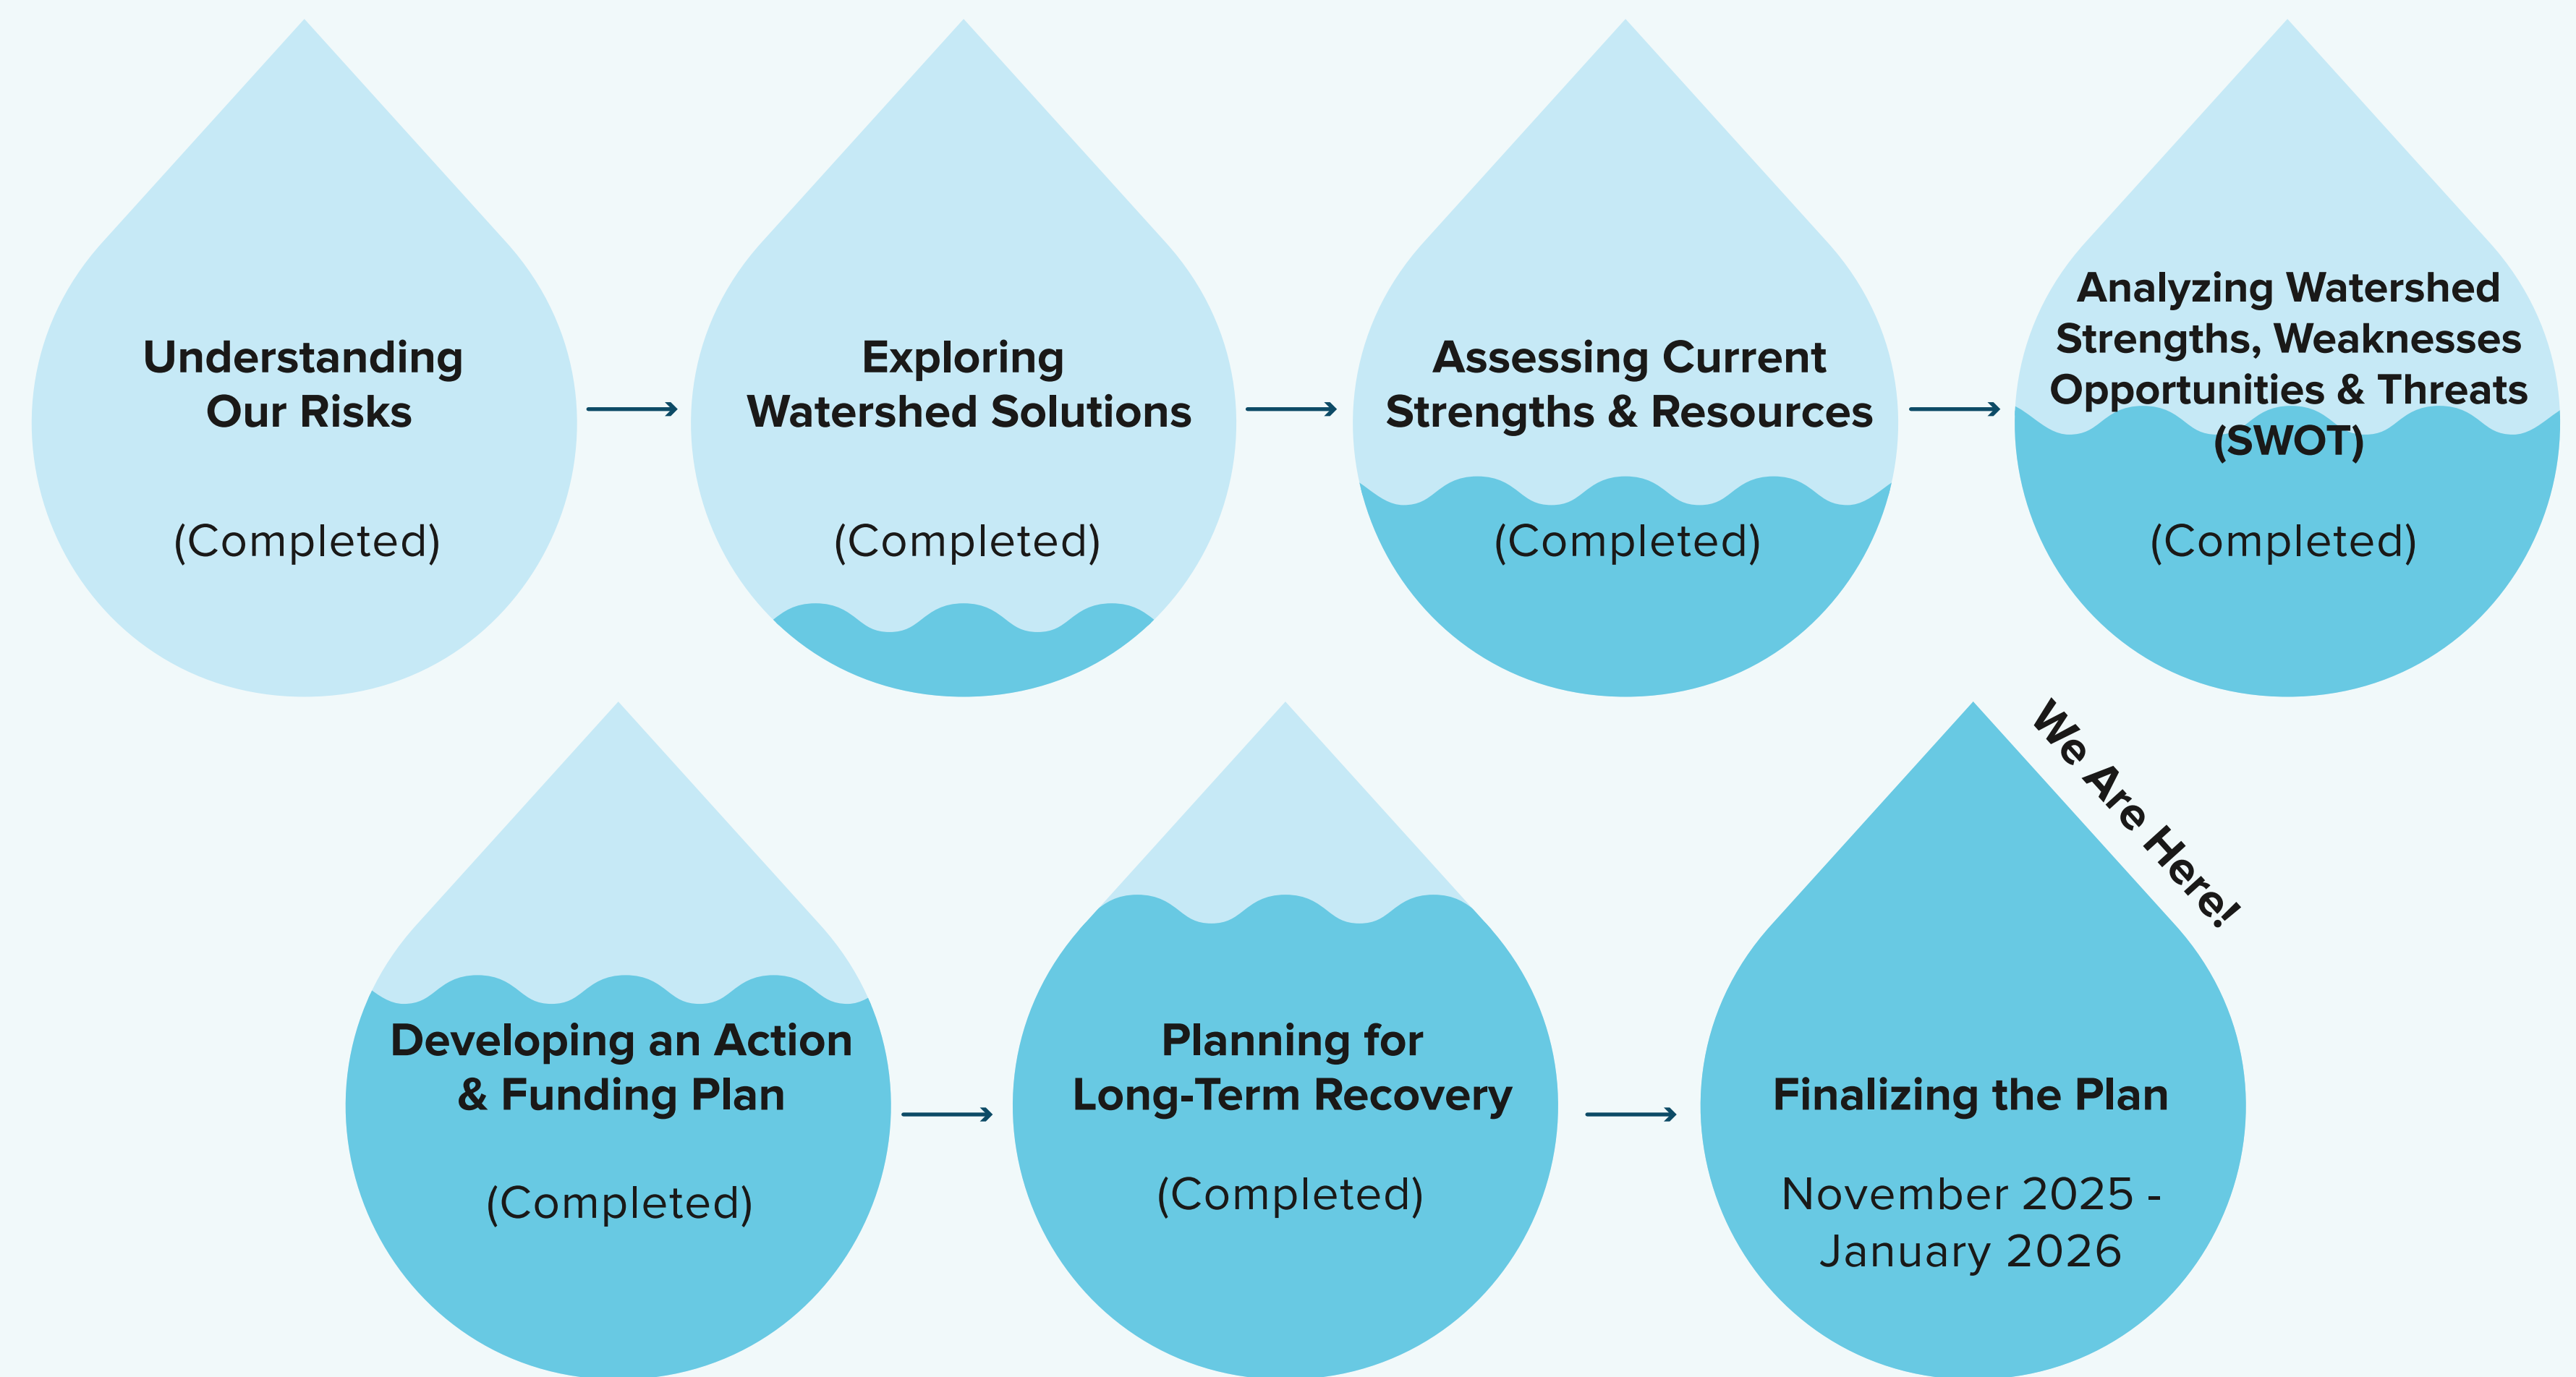 Understanding
Our Risks
(Completed)
Exploring
Watershed Solutions
(Completed)
Assessing Current
Strengths & Resources
(Completed)
Analyzing Watershed
Strengths, Weaknesses
Opportunities & Threats
(SWOT)
(Completed)
Developing an Action
& Funding Plan
(Completed)
Planning for
Long-Term Recovery
(Completed)
We Are Here!
Finalizing the Plan
November 2025 -
January 2026